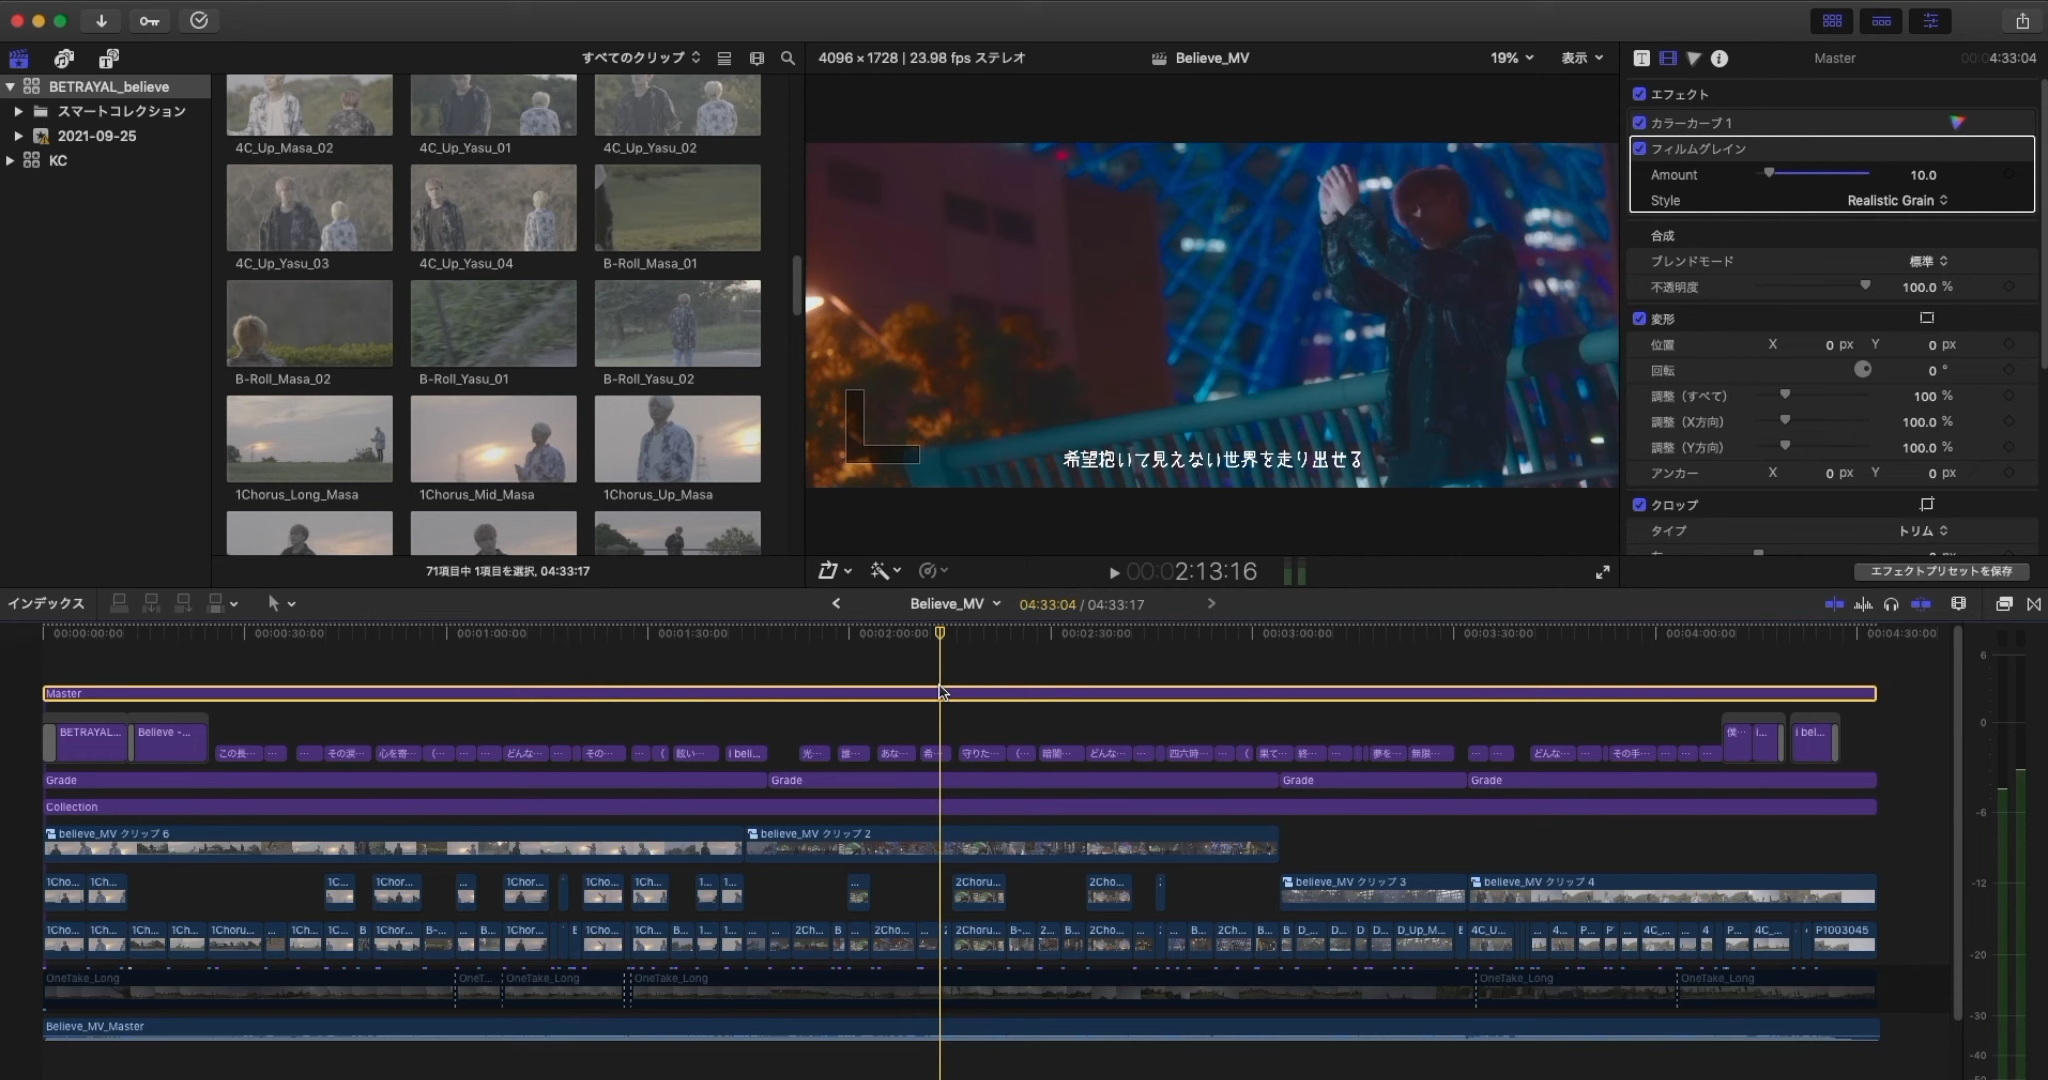 すべてのクリップ
4096 × 1728 | 23.98 fps ステレオ
Believe_MV
19%
表示
Master
00:04:33:04
BETRAYAL_believe
スマートコレクション
2021-09-25
KC
4C_Up_Masa_02
4C_Up_Yasu_01
4C_Up_Yasu_02
4C_Up_Yasu_03
4C_Up_Yasu_04
B-Roll_Masa_01
B-Roll_Masa_02
B-Roll_Yasu_01
B-Roll_Yasu_02
1Chorus_Long_Masa
1Chorus_Mid_Masa
1Chorus_Up_Masa
71項目中 1項目を選択, 04:33:17
希望抱いて見えない世界を走り出せる
00:02:13:16
エフェクト
カラーカーブ 1
フィルムグレイン
Amount 10.0
Style Realistic Grain
合成
ブレンドモード 標準
不透明度 100.0 %
変形
位置 X 0 px Y 0 px
回転 0 °
調整（すべて） 100 %
調整（X方向） 100.0 %
調整（Y方向） 100.0 %
アンカー X 0 px Y 0 px
クロップ
タイプ トリム
エフェクトプリセットを保存
インデックス
Believe_MV
04:33:04 / 04:33:17
00:00:00:00 00:00:30:00 00:01:00:00 00:01:30:00 00:02:00:00 00:02:30:00 00:03:00:00 00:03:30:00 00:04:00:00 00:04:30:00
Master
BETRAYAL... Believe -... 僕… i... i bel...
この長… … … その涙… 心を寄… (… … … どんな… … その… … ( 眩い… i beli... 光… 誰… あな… 希… 守りた… (… 暗闇… どんな… … 四六時… … ( 果て… 終… … 夢を… 無限… … … どんな… … その手… … … …
Grade Grade Grade Grade
Collection
believe_MV クリップ 6 believe_MV クリップ 2
1Cho... 1Ch... 1C... 1Chor... ... 1Chor... 1Cho... 1Ch... 1... 1... ... 2Choru... 2Cho... believe_MV クリップ 3 believe_MV クリップ 4
1Cho... 1Ch... 1Ch... 1Ch... 1Choru... ... 1Ch... 1C... B 1Chor... B-... ... B... 1Chor... B 1Cho... 1Ch... B... 1... 1... ... ... 2Ch... B 2Cho... ... 2 2Choru... B-... 2... B... 2Cho... ... B... 2Ch... B... B D_... D... D D... D_Up_M... B 4C_U... ... 4... P... P ... 4C_... ... 4 P... 4C_... P1003045
OneTake_Long OneT... OneTake_Long OneTake_Long OneTake_Long OneTake_Long
Believe_MV_Master
6
0
-6
-12
-20
-30
-40